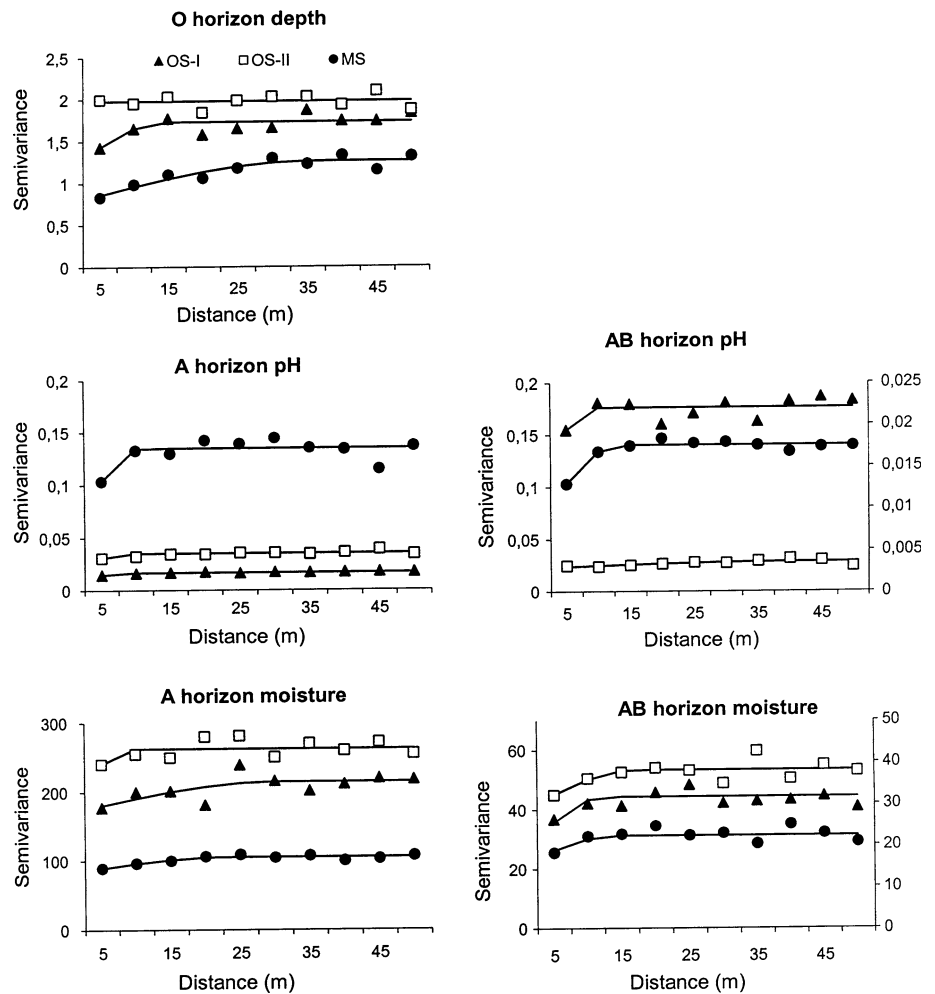 O horizon depth
2,5
2
1,5
1
0,5
0
Semivariance
OS-I OS-II MS
5 15 25 35 45
Distance (m)
A horizon pH
0,2
0,15
0,1
0,05
0
Semivariance
5 15 25 35 45
Distance (m)
AB horizon pH
0,2
0,15
0,1
0,05
0
Semivariance
0,025
0,02
0,015
0,01
0,005
0
5 15 25 35 45
Distance (m)
A horizon moisture
300
200
100
0
Semivariance
5 15 25 35 45
Distance (m)
AB horizon moisture
60
40
20
0
Semivariance
50
40
30
20
10
0
5 15 25 35 45
Distance (m)